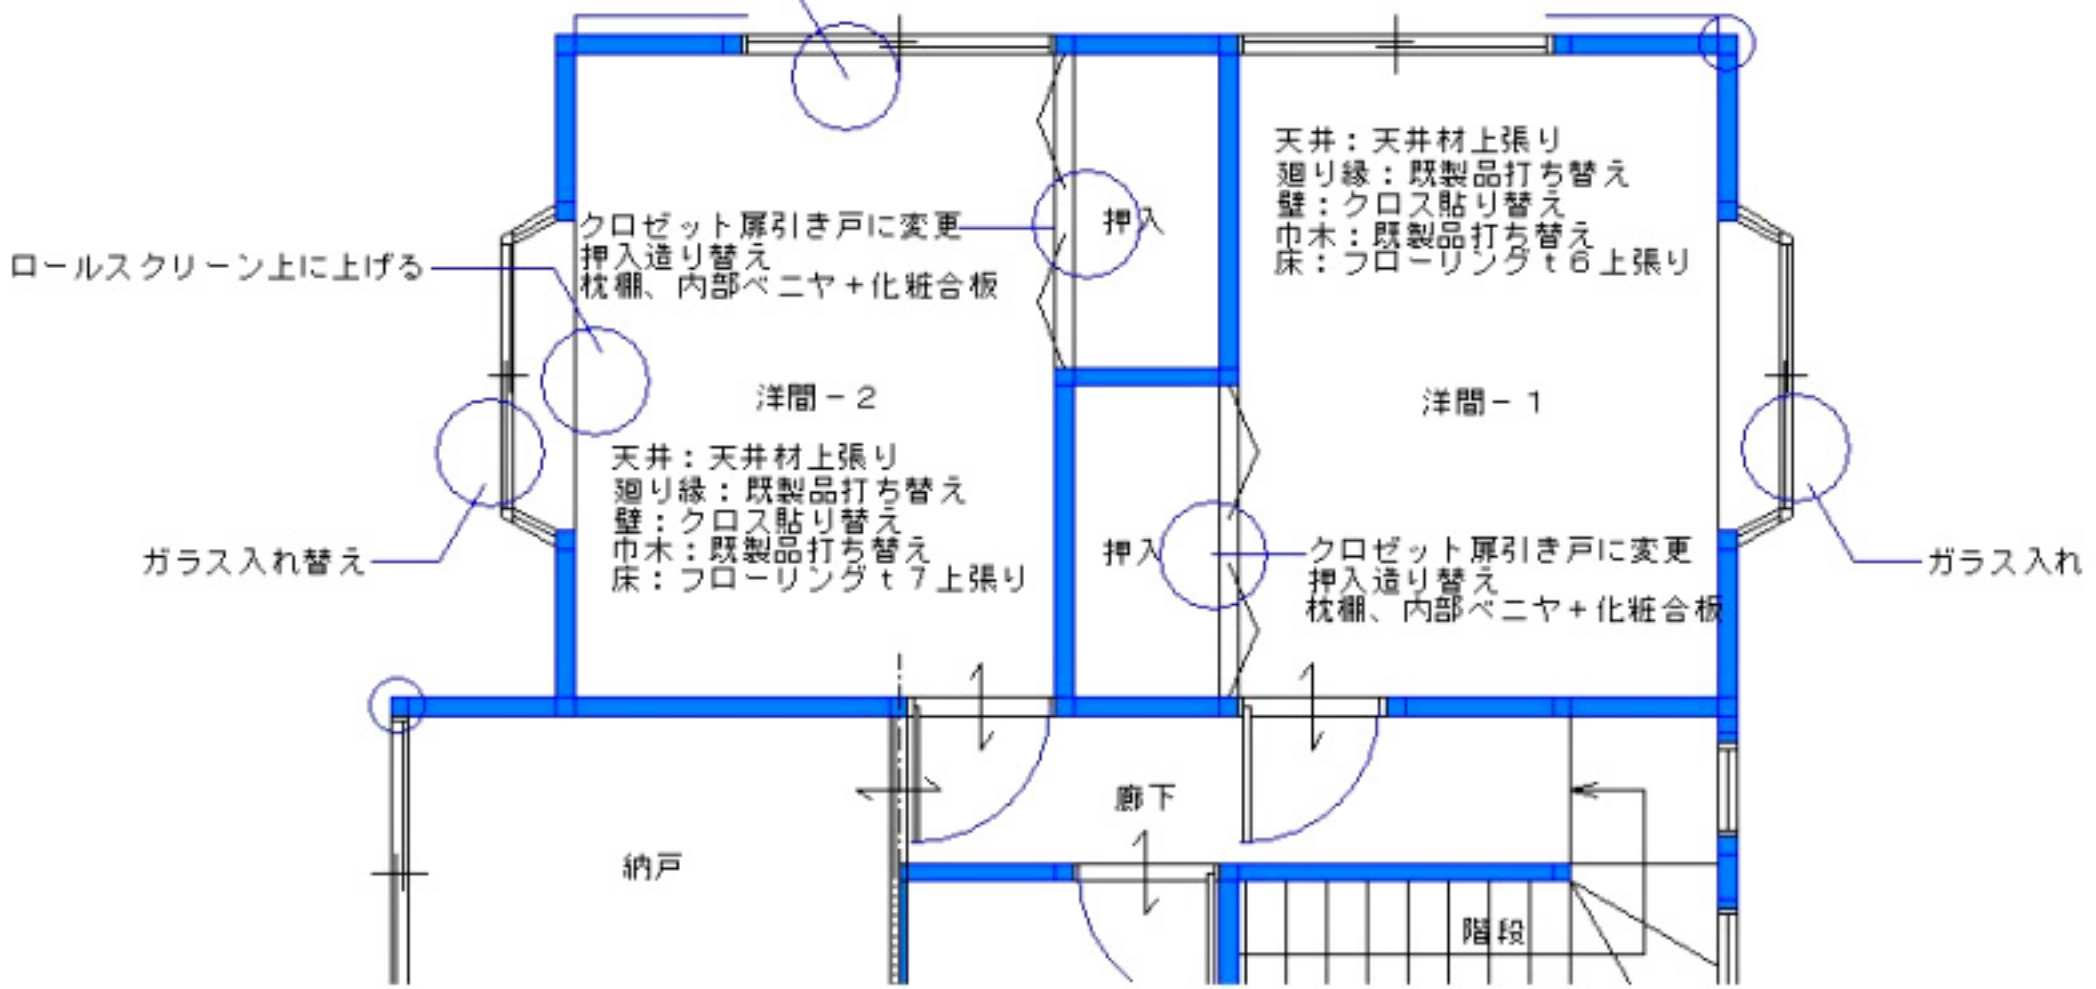 天井：天井材上張り
廻り縁：既製品打ち替え
壁：クロス貼り替え
巾木：既製品打ち替え
床：フローリングｔ６上張り
クロゼット扉引き戸に変更
押入造り替え
枕棚、内部ベニヤ＋化粧合板
押入
ロールスクリーン上に上げる
洋間－２
洋間－１
天井：天井材上張り
廻り縁：既製品打ち替え
壁：クロス貼り替え
巾木：既製品打ち替え
床：フローリングｔ７上張り
ガラス入れ替え
押入
クロゼット扉引き戸に変更
押入造り替え
枕棚、内部ベニヤ＋化粧合板
ガラス入れ
廊下
納戸
階段